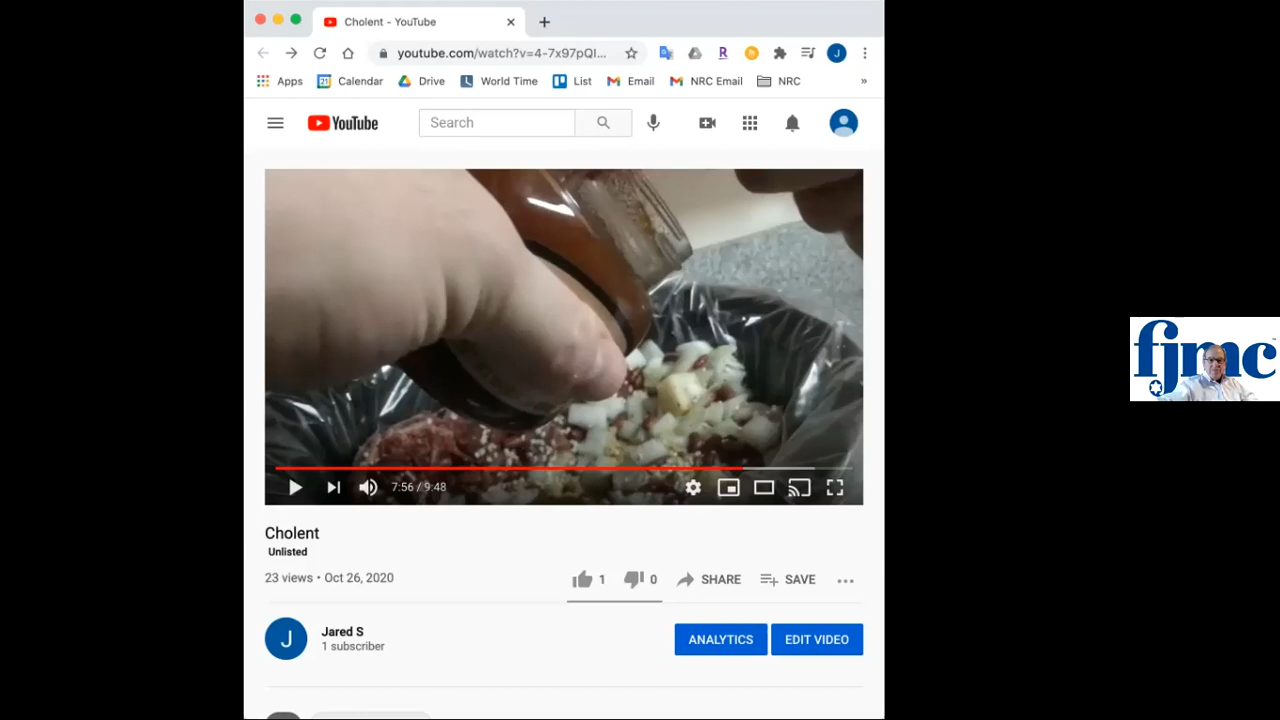 Cholent - YouTube
youtube.com/watch?v=4-7x97pQI...
Apps 21 Calendar Drive World Time List Email NRC Email NRC »
YouTube Search
7:56 / 9:48
fjmc
Cholent
Unlisted
23 views • Oct 26, 2020
1 0 SHARE SAVE
J Jared S
1 subscriber
ANALYTICS EDIT VIDEO